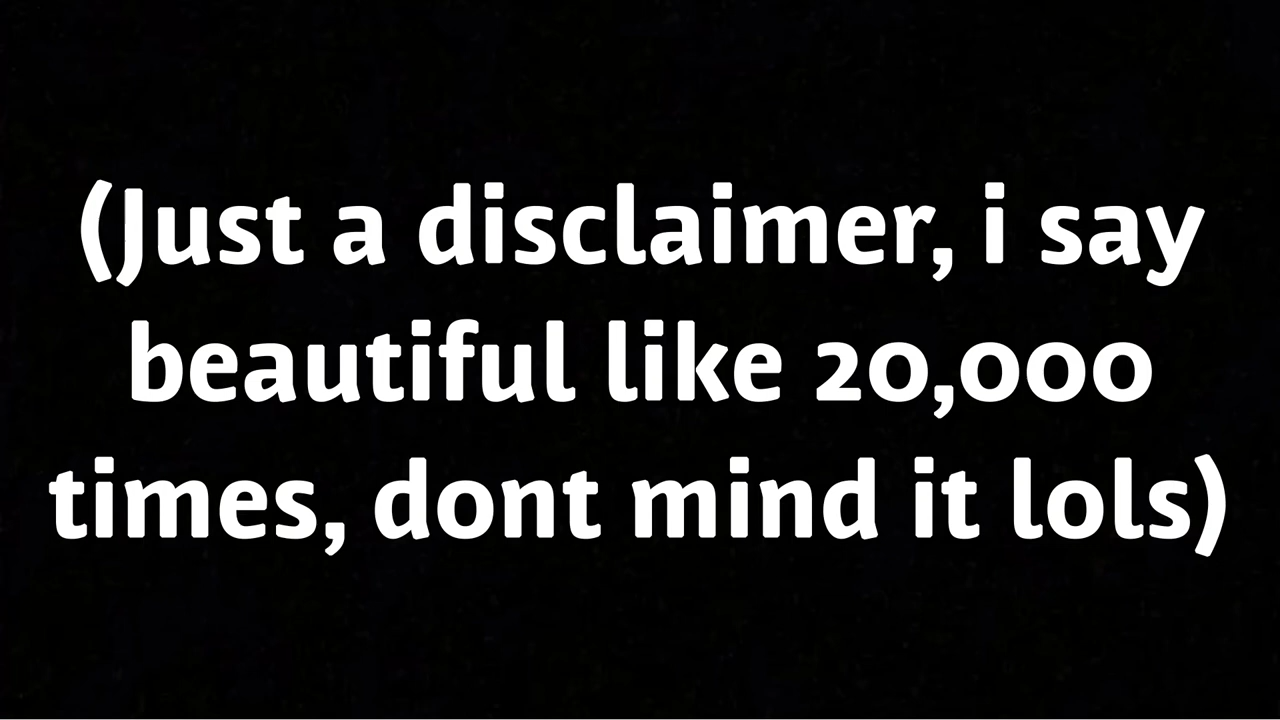 (Just a disclaimer, i say
beautiful like 20,000
times, dont mind it lols)